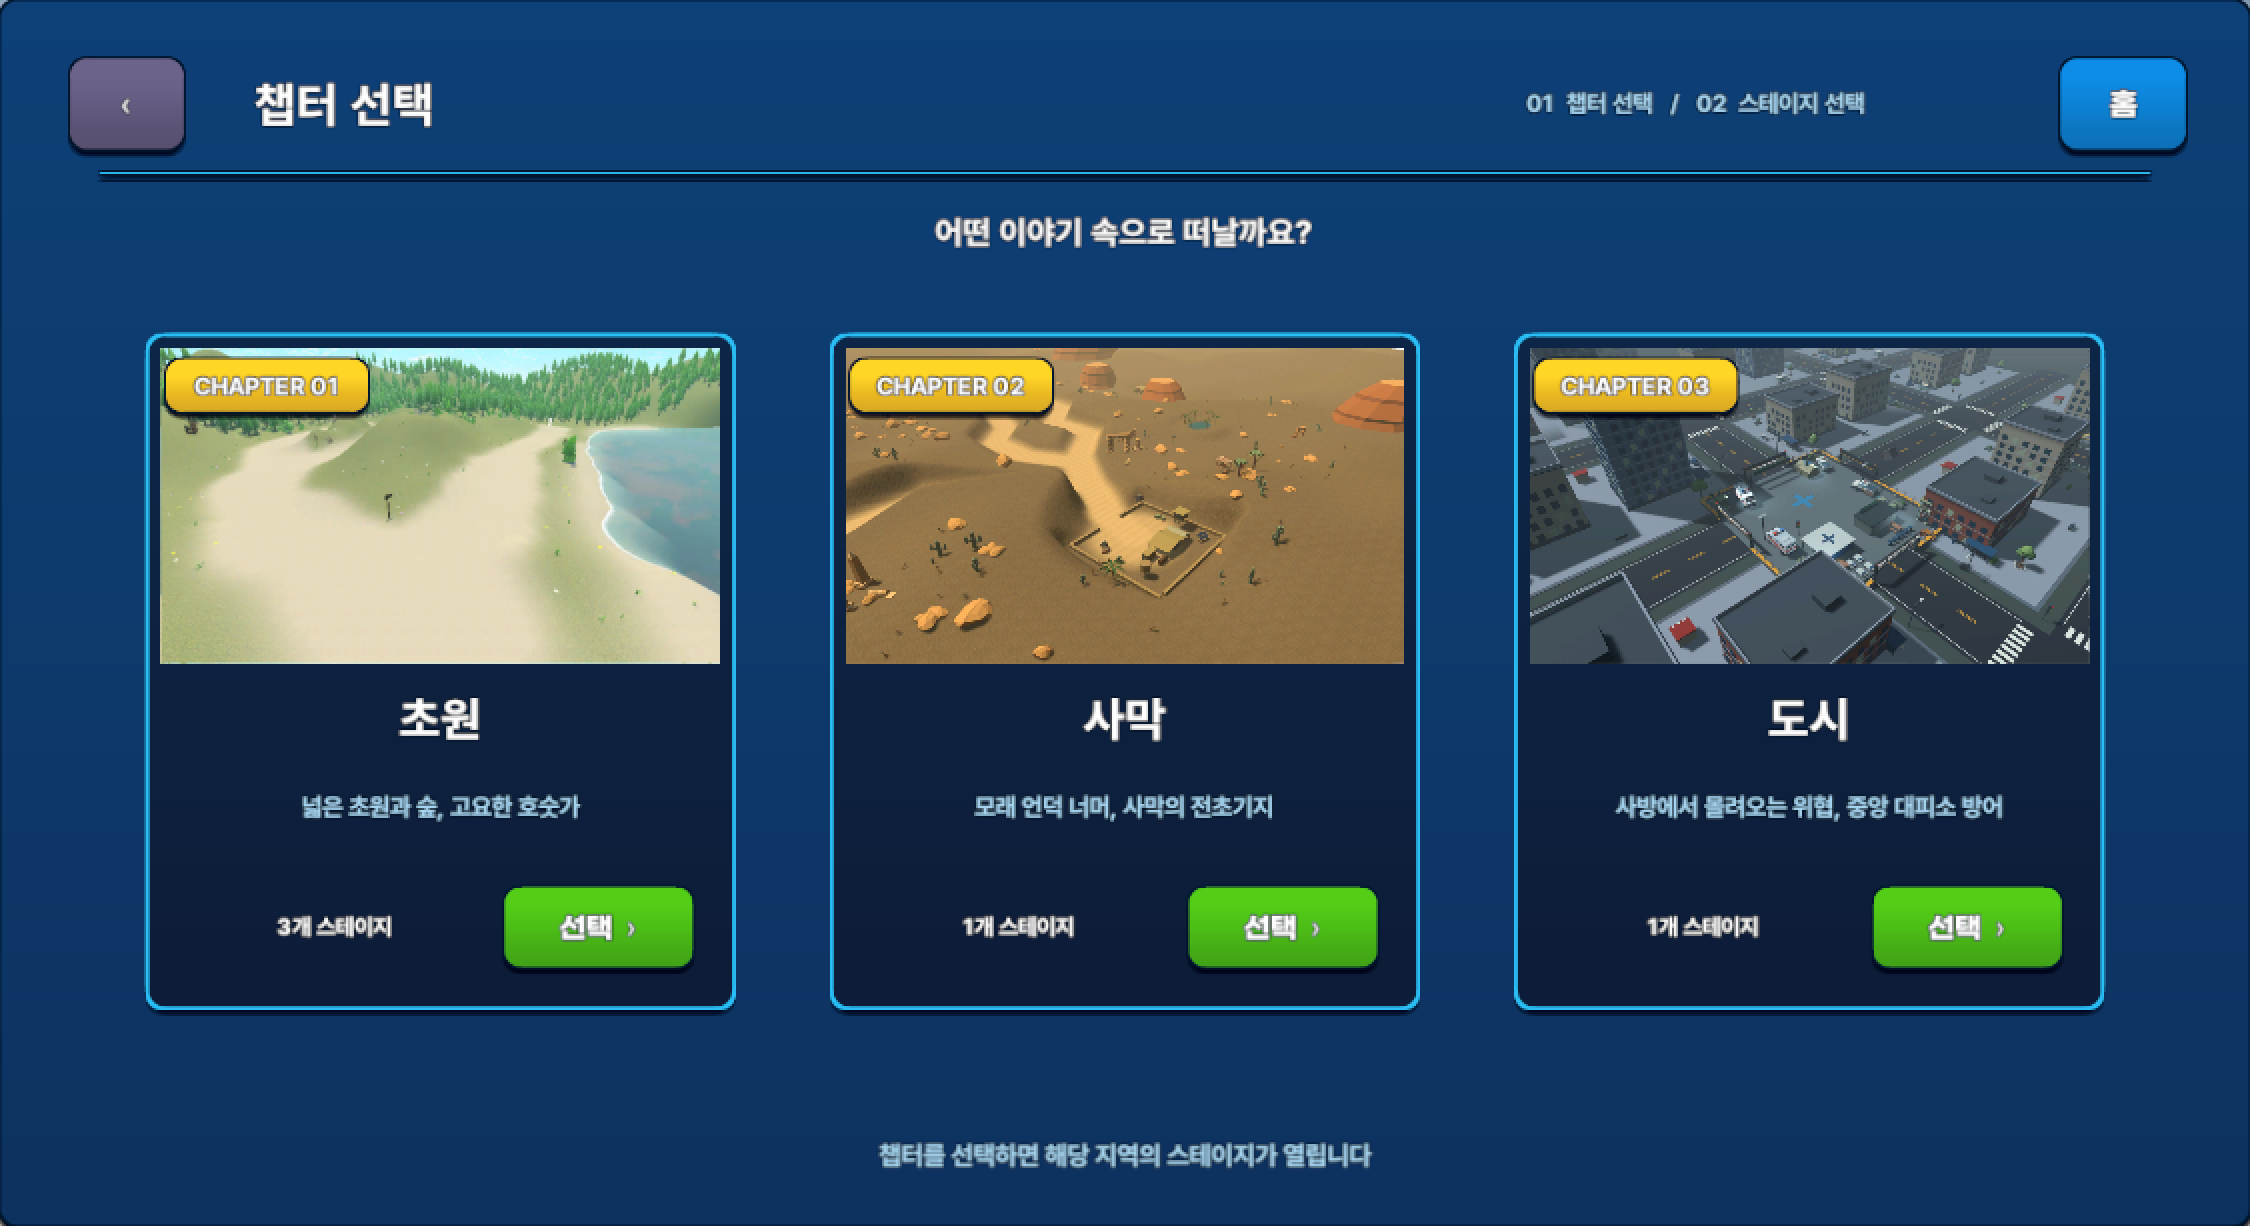 ‹
챕터 선택
01 챕터 선택 / 02 스테이지 선택
홈
어떤 이야기 속으로 떠날까요?
CHAPTER 01
초원
넓은 초원과 숲, 고요한 호숫가
3개 스테이지
선택 ›
CHAPTER 02
사막
모래 언덕 너머, 사막의 전초기지
1개 스테이지
선택 ›
CHAPTER 03
도시
사방에서 몰려오는 위협, 중앙 대피소 방어
1개 스테이지
선택 ›
챕터를 선택하면 해당 지역의 스테이지가 열립니다